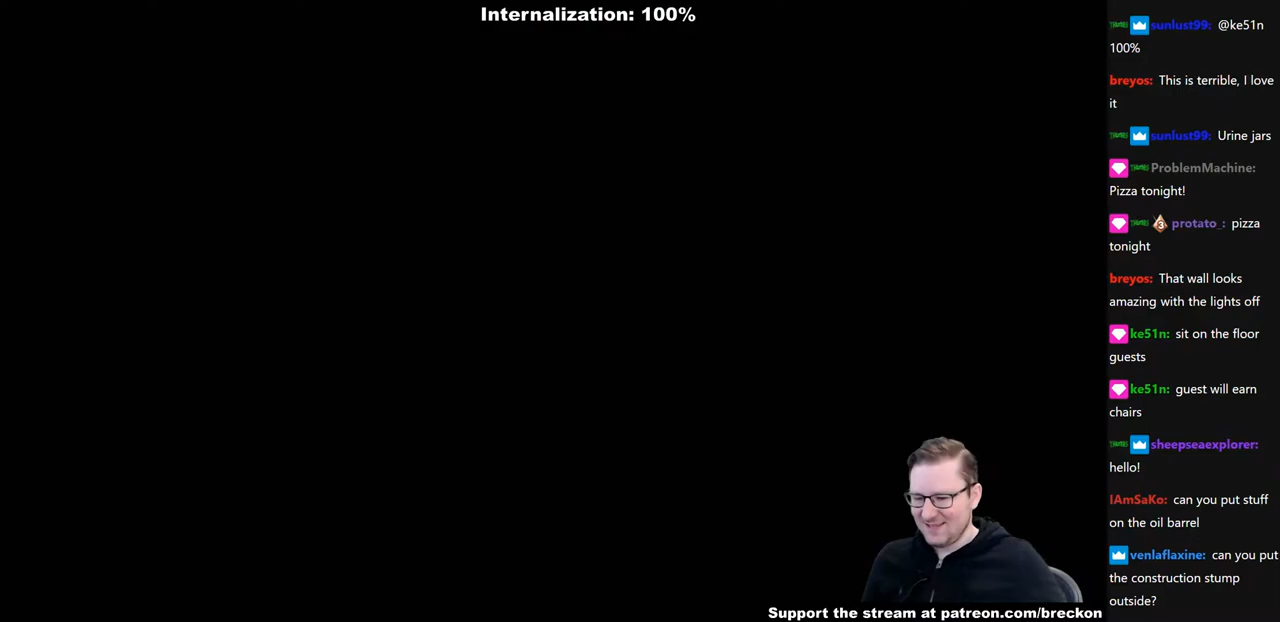 Internalization: 100%
sunlust99: @ke51n
100%
breyos: This is terrible, I love
it
sunlust99: Urine jars
ProblemMachine:
Pizza tonight!
protato_: pizza
tonight
breyos: That wall looks
amazing with the lights off
ke51n: sit on the floor
guests
ke51n: guest will earn
chairs
sheepseaexplorer:
hello!
IAmSaKo: can you put stuff
on the oil barrel
venlaflaxine: can you put
the construction stump
outside?
Support the stream at patreon.com/breckon